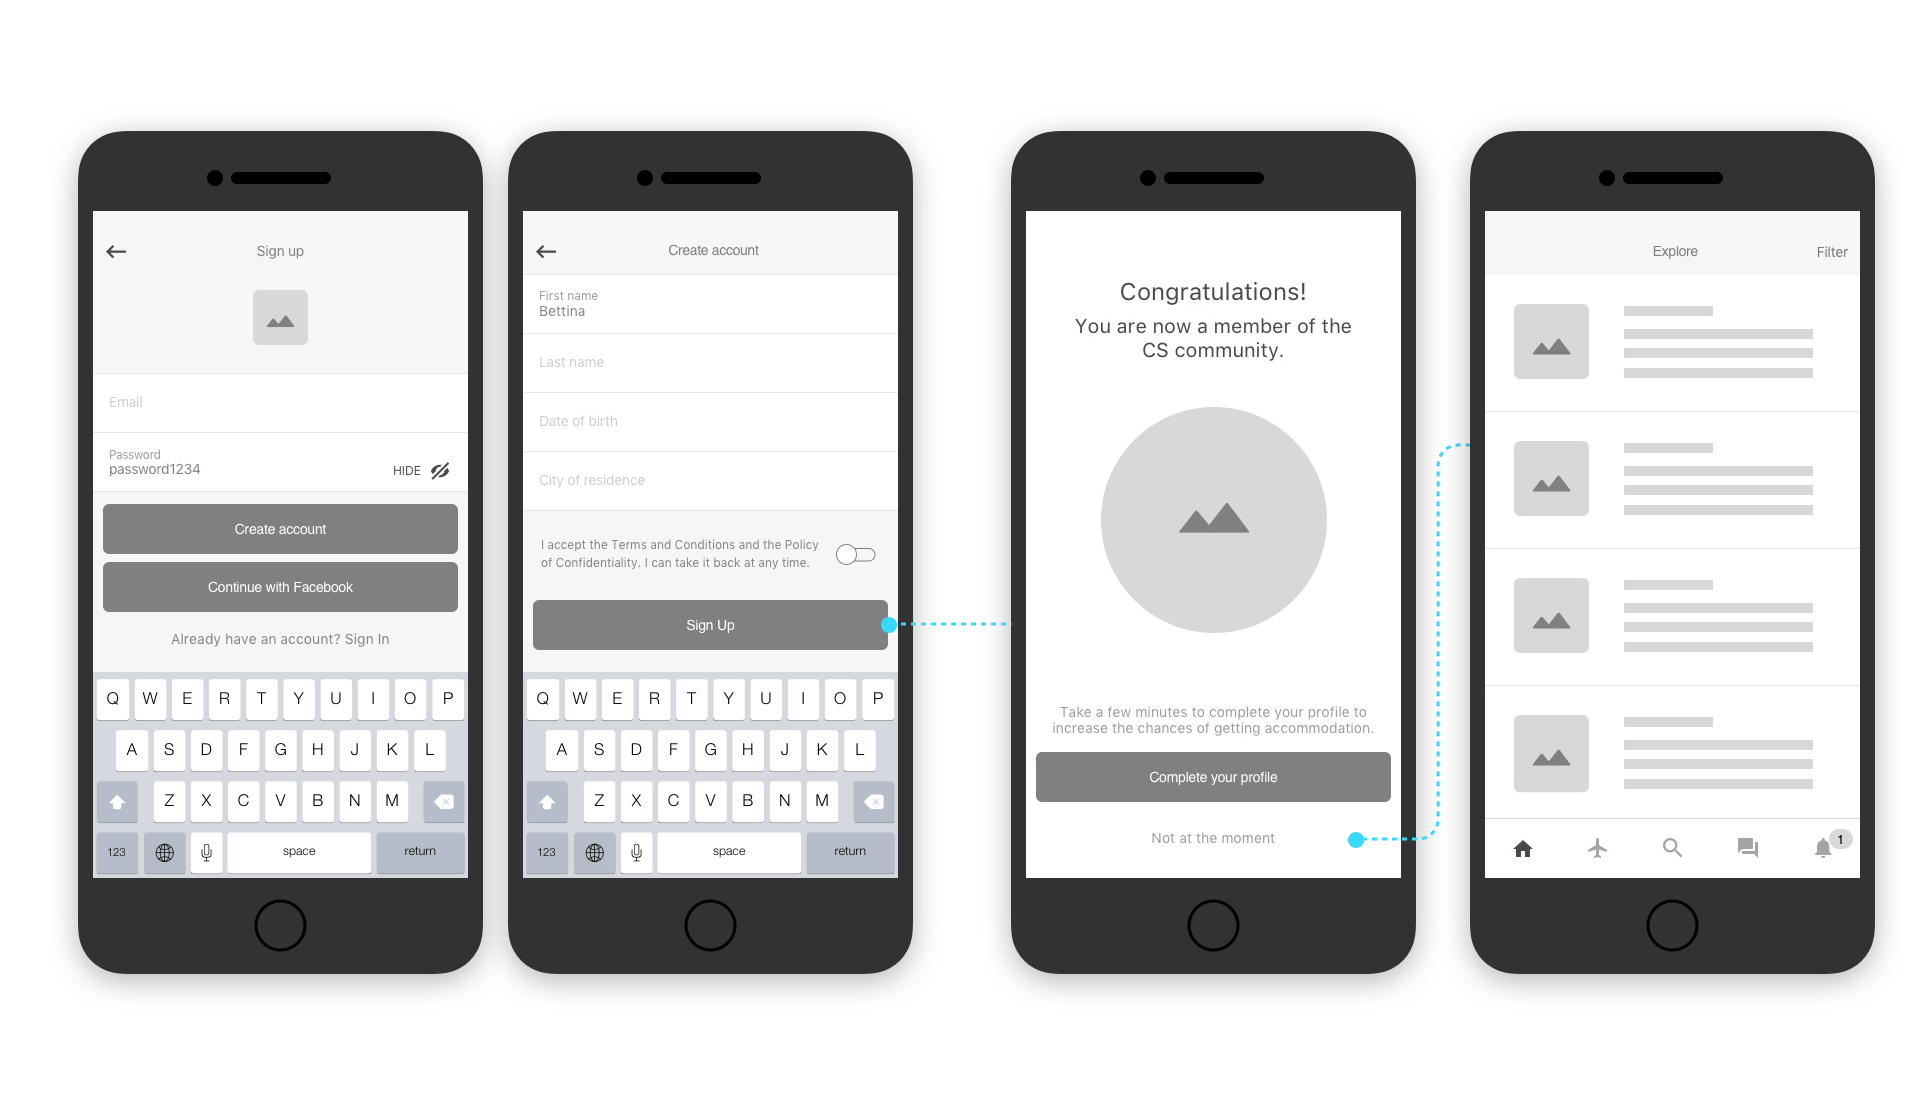 Sign up
Email
Password
password1234
HIDE
Create account
Continue with Facebook
Already have an account? Sign In
Q W E R T Y U I O P
A S D F G H J K L
Z X C V B N M
123 space return
Create account
First name
Bettina
Last name
Date of birth
City of residence
I accept the Terms and Conditions and the Policy
of Confidentiality. I can take it back at any time.
Sign Up
Q W E R T Y U I O P
A S D F G H J K L
Z X C V B N M
123 space return
Congratulations!
You are now a member of the
CS community.
Take a few minutes to complete your profile to
increase the chances of getting accommodation.
Complete your profile
Not at the moment
Explore
Filter
1